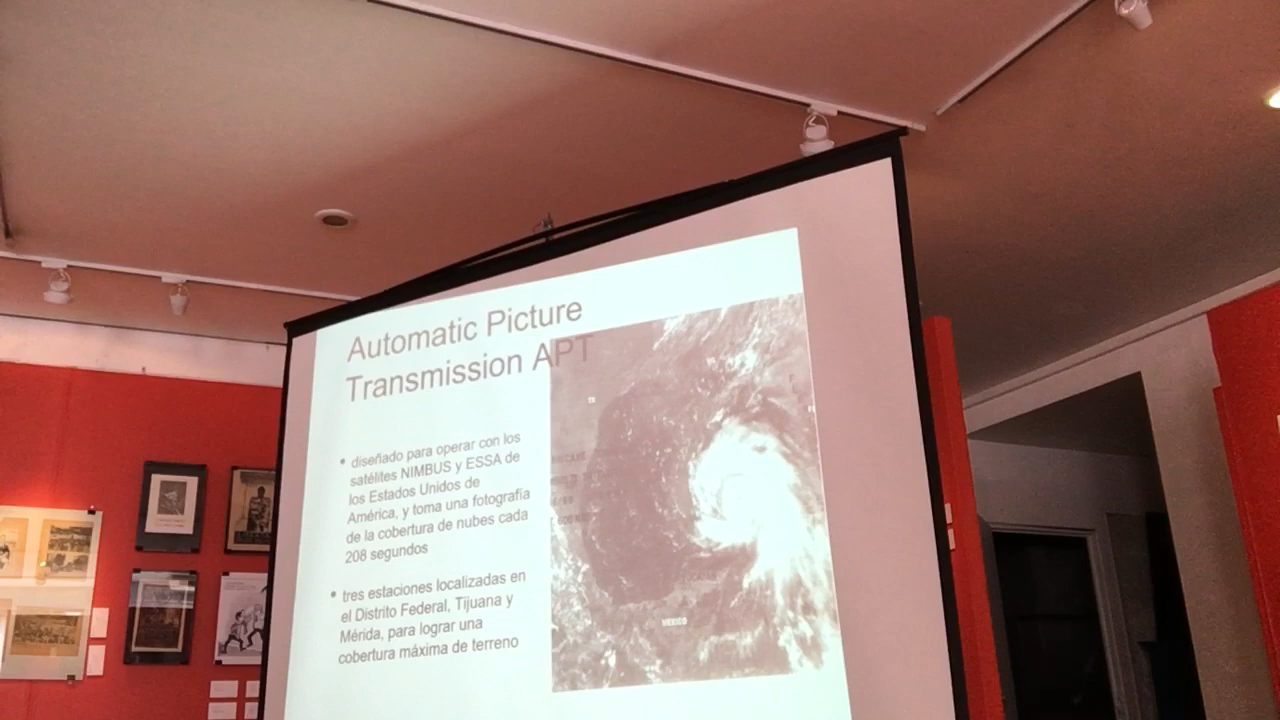 Automatic Picture
Transmission APT
• diseñado para operar con los
satélites NIMBUS y ESSA de
los Estados Unidos de
América, y toma una fotografía
de la cobertura de nubes cada
208 segundos
• tres estaciones localizadas en
el Distrito Federal, Tijuana y
Mérida, para lograr una
cobertura máxima de terreno
TX
MEXICO